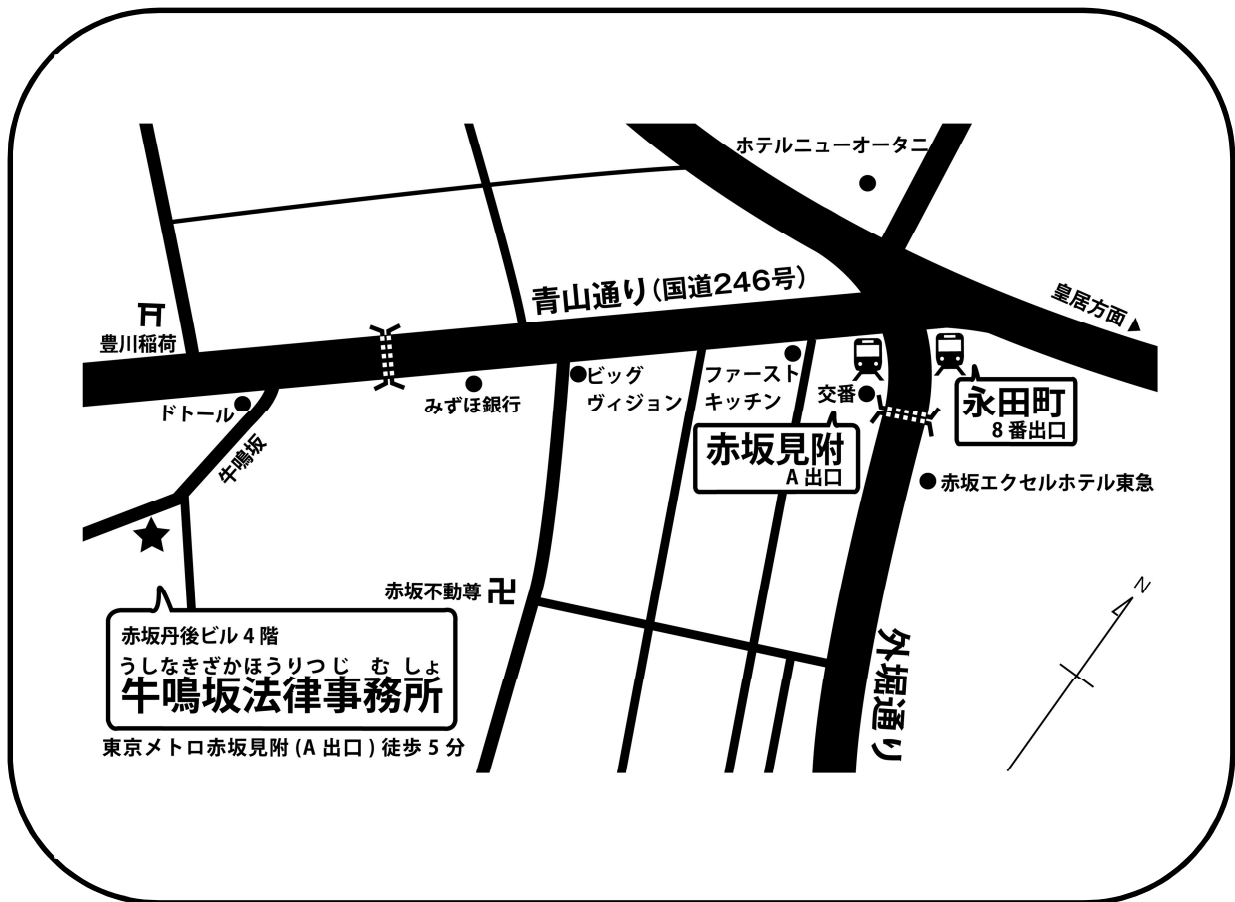 ホテルニューオータニ
青山通り(国道246号)
皇居方面▲
豊川稲荷
ドトール
牛鳴坂
みずほ銀行
ビッグ
ヴィジョン
ファースト
キッチン
交番
永田町
8番出口
赤坂見附
A 出口
赤坂エクセルホテル東急
赤坂不動尊 卍
N
外堀通り
赤坂丹後ビル 4 階
うしなきざかほうりつじむしょ
牛鳴坂法律事務所
東京メトロ赤坂見附 (A 出口 ) 徒歩 5 分